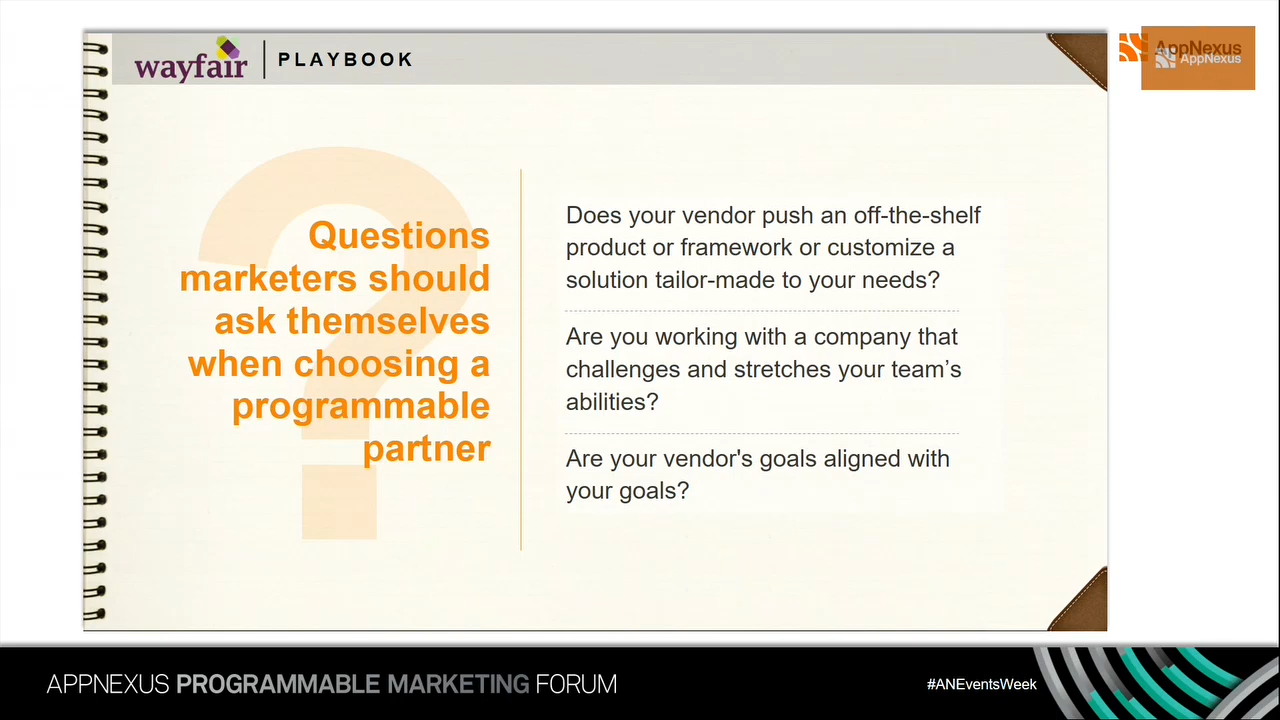 wayfair | PLAYBOOK
AppNexus
AppNexus
Questions
marketers should
ask themselves
when choosing a
programmable
partner
Does your vendor push an off-the-shelf
product or framework or customize a
solution tailor-made to your needs?
Are you working with a company that
challenges and stretches your team’s
abilities?
Are your vendor's goals aligned with
your goals?
APPNEXUS PROGRAMMABLE MARKETING FORUM
#ANEventsWeek